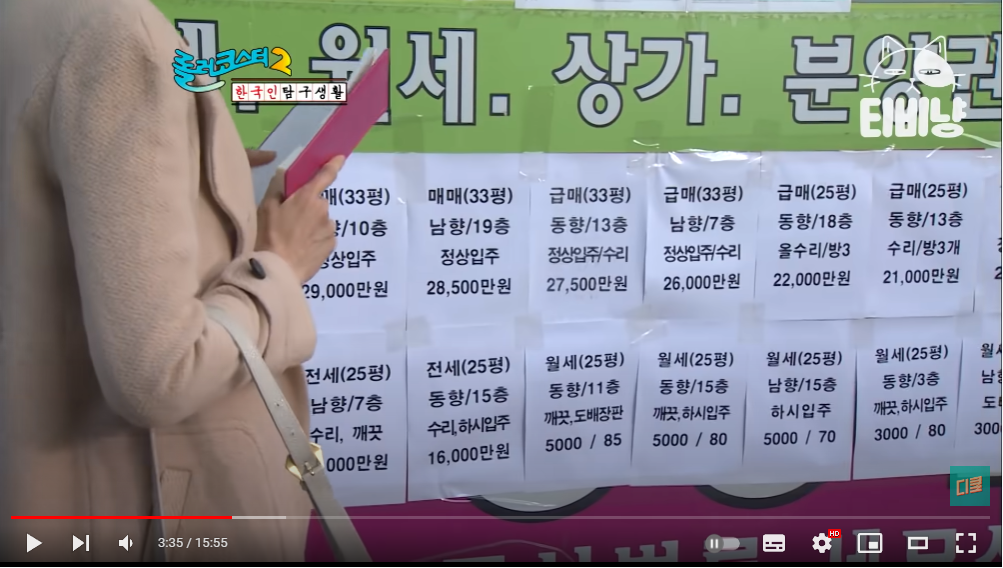 롤러코스터2
한국인탐구생활
월세. 상가. 분양권
티비냥
매매(33평)
/10층
정상입주
29,000만원
매매(33평)
남향/19층
정상입주
28,500만원
급매(33평)
동향/13층
정상입주/수리
27,500만원
급매(33평)
남향/7층
정상입주/수리
26,000만원
급매(25평)
동향/18층
올수리/방3
22,000만원
급매(25평)
동향/13층
수리/방3개
21,000만원
전세(25평)
남향/7층
수리, 깨끗
000만원
전세(25평)
동향/15층
수리,하시입주
16,000만원
월세(25평)
동향/11층
깨끗,도배장판
5000 / 85
월세(25평)
동향/15층
깨끗,하시입주
5000 / 80
월세(25평)
남향/15층
하시입주
5000 / 70
월세(25평)
동향/3층
깨끗,하시입주
3000 / 80
월세
남향
도배
300
디클
3:35 / 15:55
HD